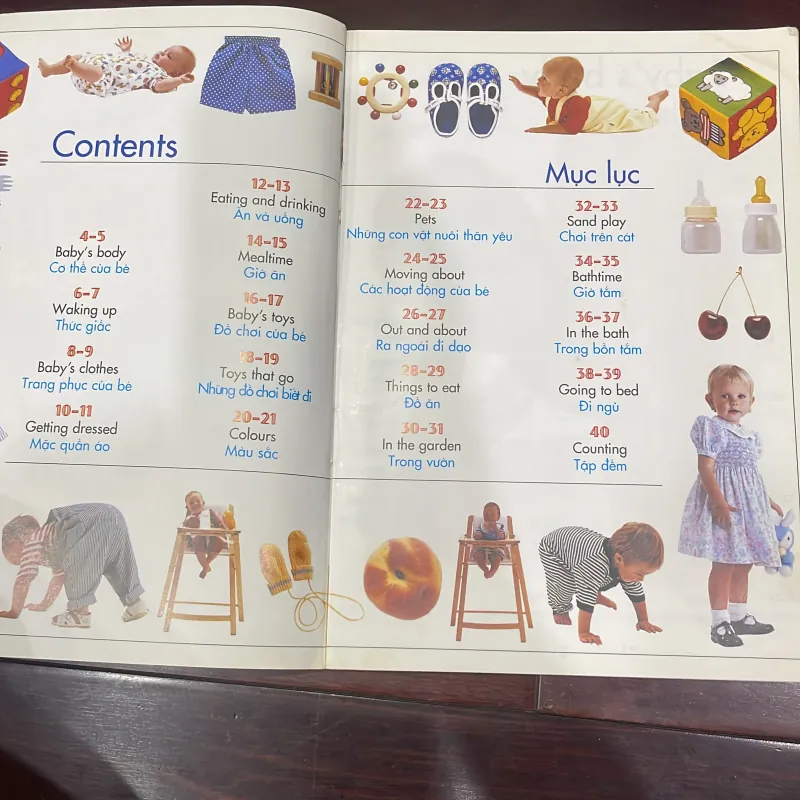 Contents
4-5
Baby's body
Cơ thể của bé
6-7
Waking up
Thức giấc
8-9
Baby's clothes
Trang phục của bé
10-11
Getting dressed
Mặc quần áo
12-13
Eating and drinking
Ăn và uống
14-15
Mealtime
Giờ ăn
16-17
Baby's toys
Đồ chơi của bé
18-19
Toys that go
Những đồ chơi biết đi
20-21
Colours
Màu sắc
Mục lục
22-23
Pets
Những con vật nuôi thân yêu
24-25
Moving about
Các hoạt động của bé
26-27
Out and about
Ra ngoài đi dạo
28-29
Things to eat
Đồ ăn
30-31
In the garden
Trong vườn
32-33
Sand play
Chơi trên cát
34-35
Bathtime
Giờ tắm
36-37
In the bath
Trong bồn tắm
38-39
Going to bed
Đi ngủ
40
Counting
Tập đếm